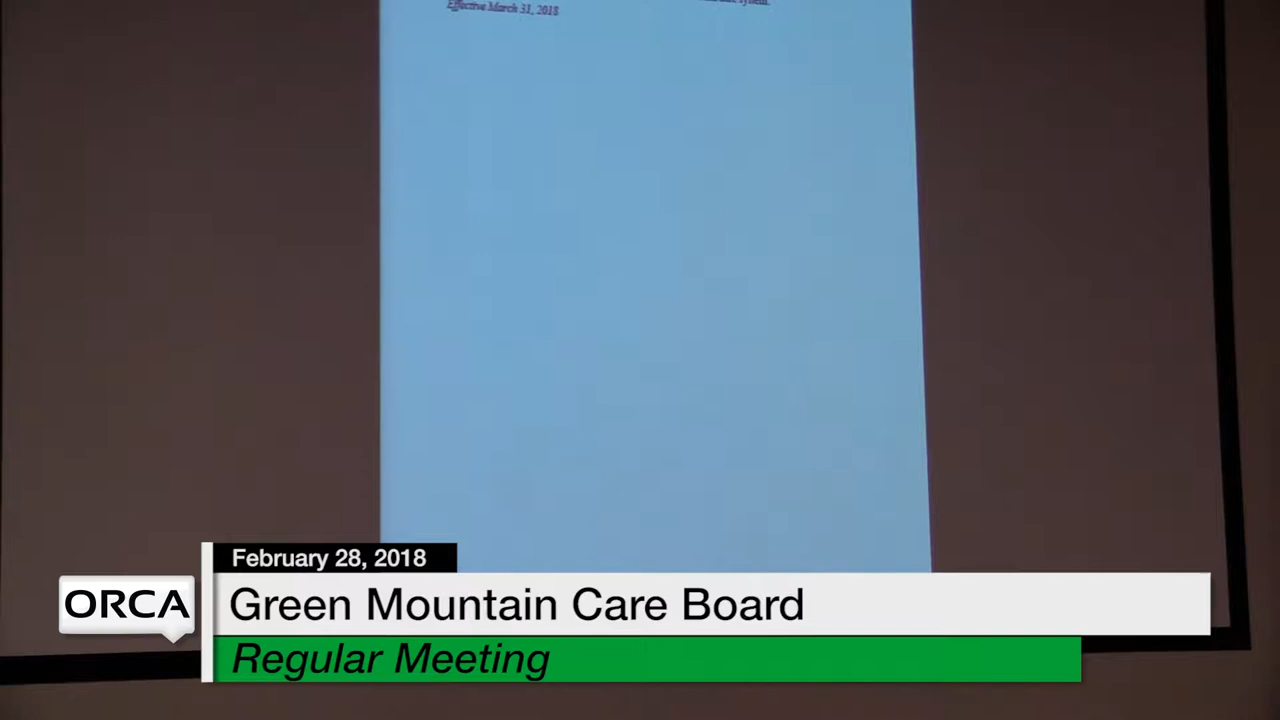 Effective March 31, 2018
February 28, 2018
ORCA
Green Mountain Care Board
Regular Meeting